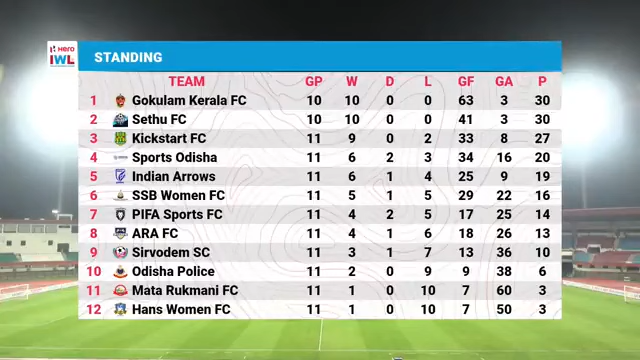 Hero
IWL
STANDING
TEAM GP W D L GF GA P
1 Gokulam Kerala FC 10 10 0 0 63 3 30
2 Sethu FC 10 10 0 0 41 3 30
3 Kickstart FC 11 9 0 2 33 8 27
4 Sports Odisha 11 6 2 3 34 16 20
5 Indian Arrows 11 6 1 4 25 9 19
6 SSB Women FC 11 5 1 5 29 22 16
7 PIFA Sports FC 11 4 2 5 17 25 14
8 ARA FC 11 4 1 6 18 26 13
9 Sirvodem SC 11 3 1 7 13 36 10
10 Odisha Police 11 2 0 9 9 38 6
11 Mata Rukmani FC 11 1 0 10 7 60 3
12 Hans Women FC 11 1 0 10 7 50 3